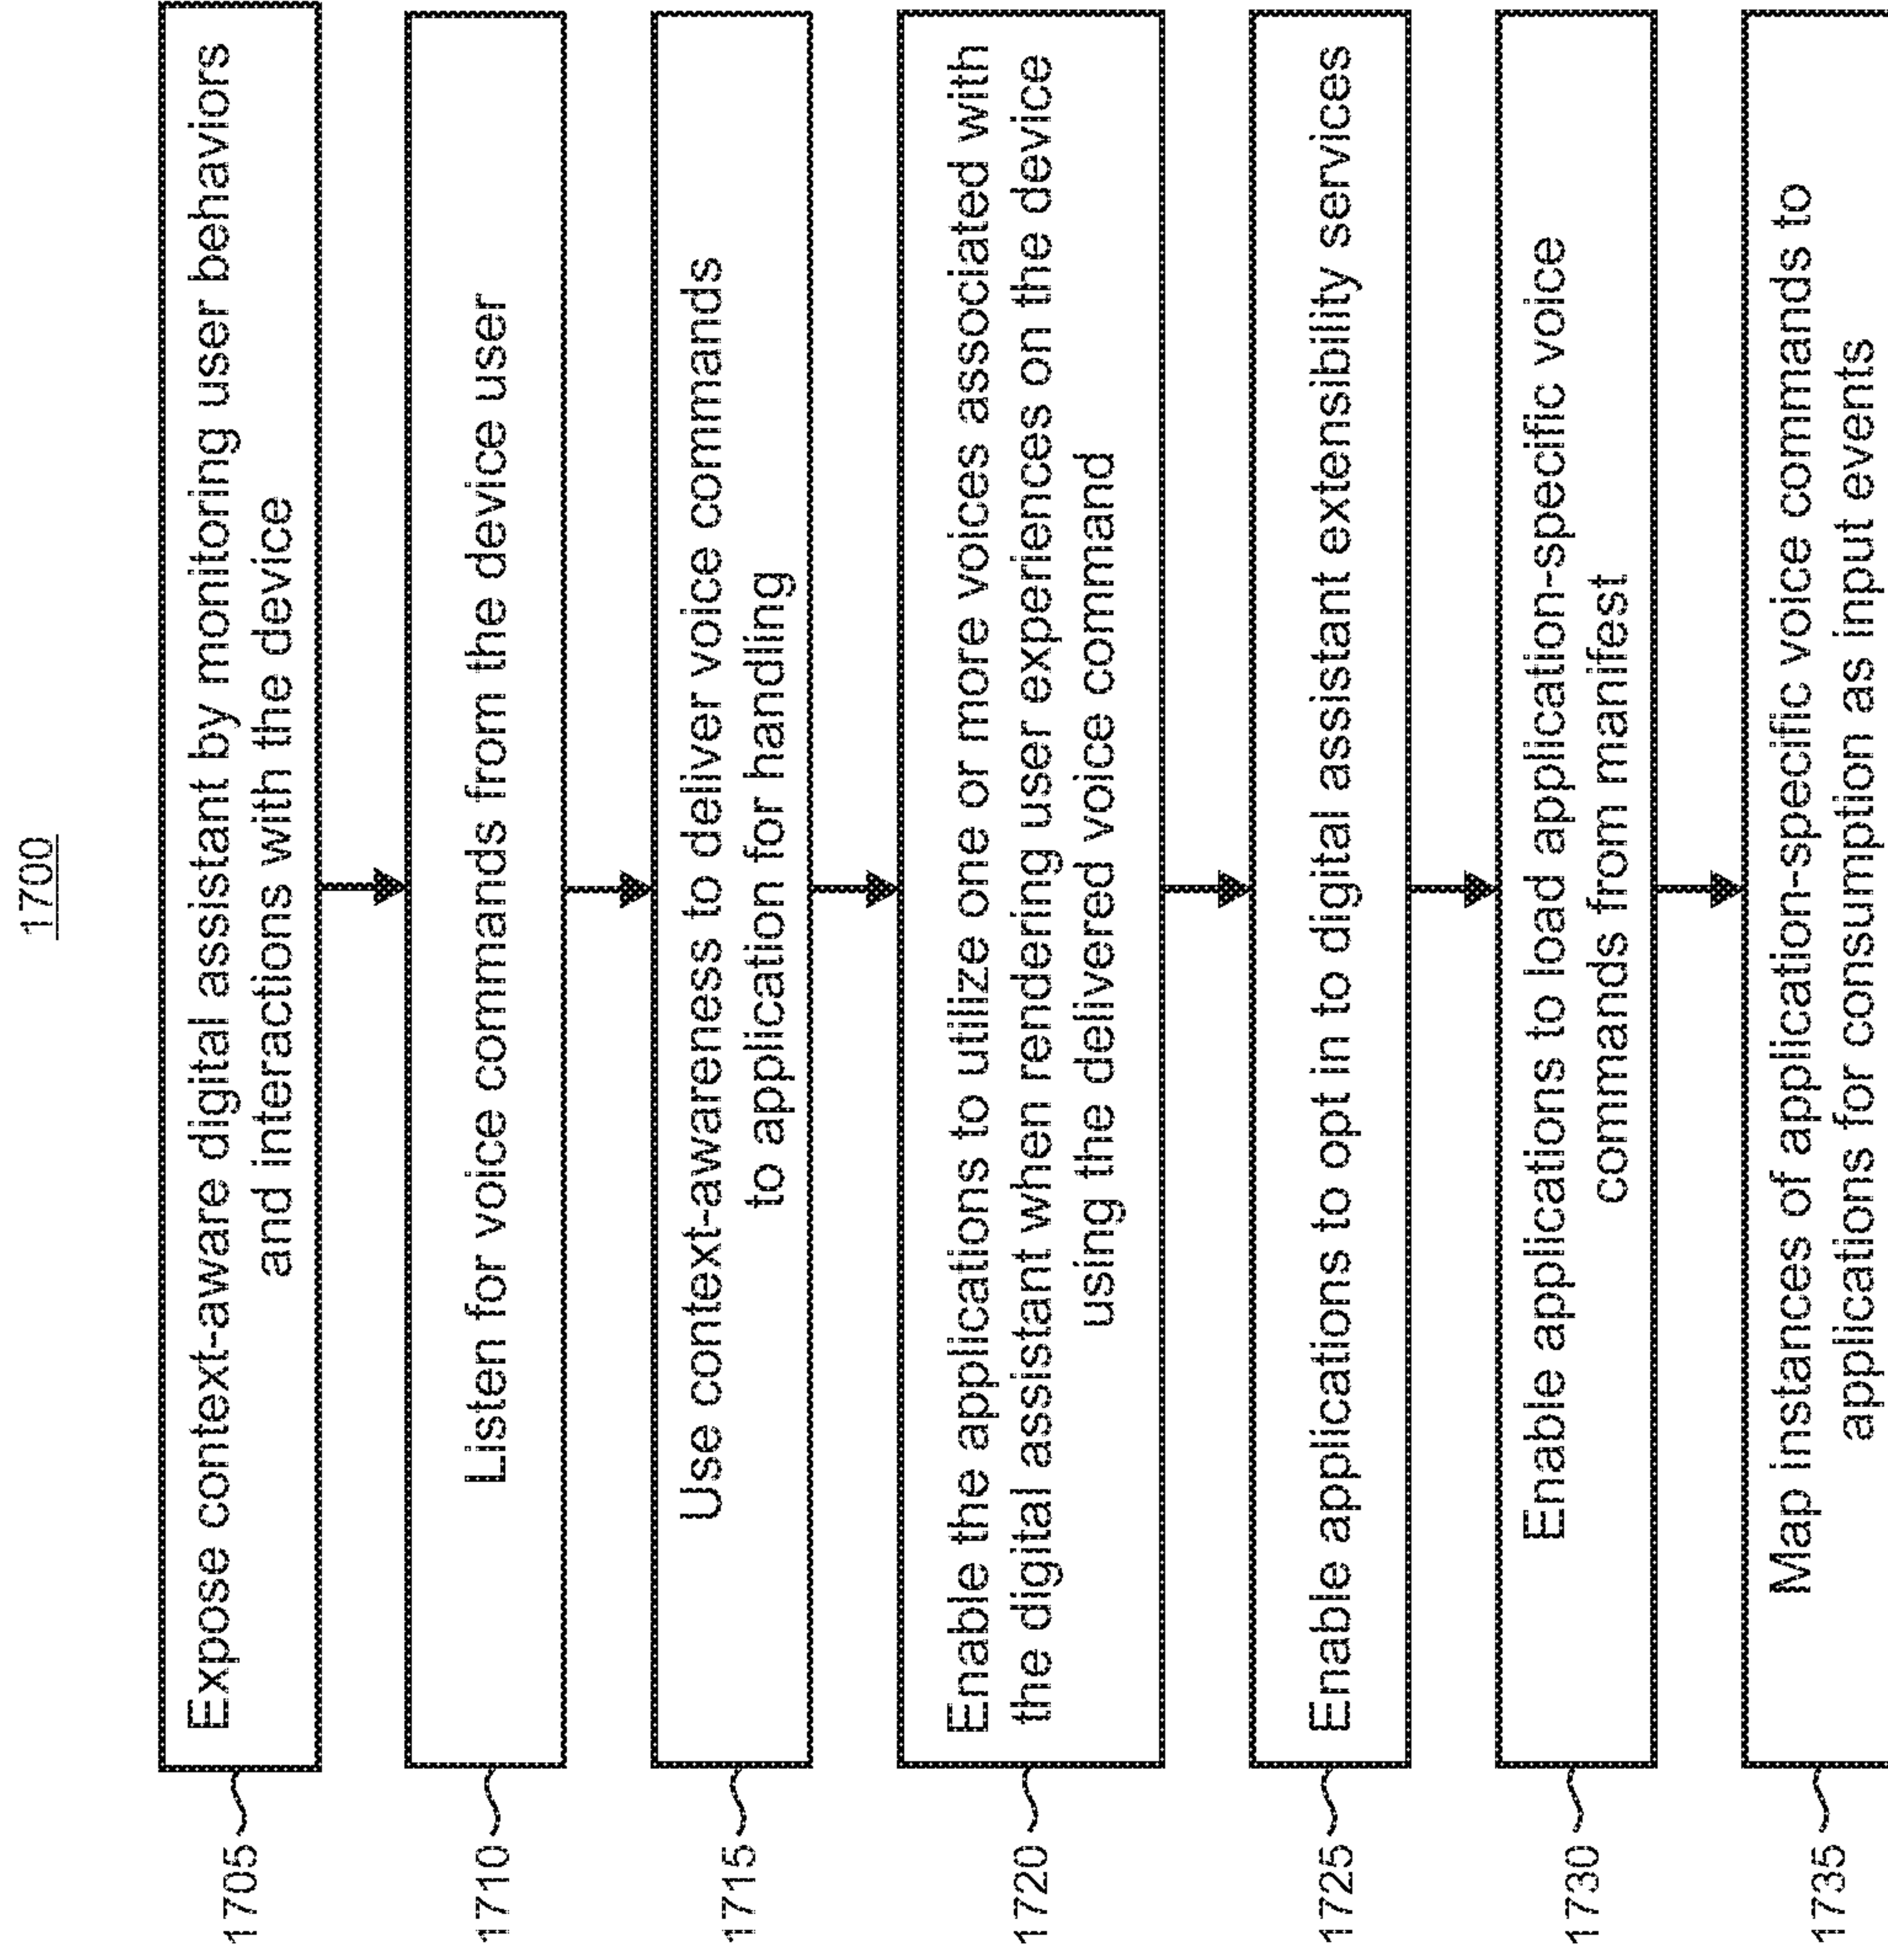 1700
1705
Expose context-aware digital assistant by monitoring user behaviors
and interactions with the device
1710
Listen for voice commands from the device user
1715
Use context-awareness to deliver voice commands
to application for handling
1720
Enable the applications to utilize one or more voices associated with
the digital assistant when rendering user experiences on the device
using the delivered voice command
1725
Enable applications to opt in to digital assistant extensibility services
1730
Enable applications to load application-specific voice
commands from manifest
1735
Map instances of application-specific voice commands to
applications for consumption as input events